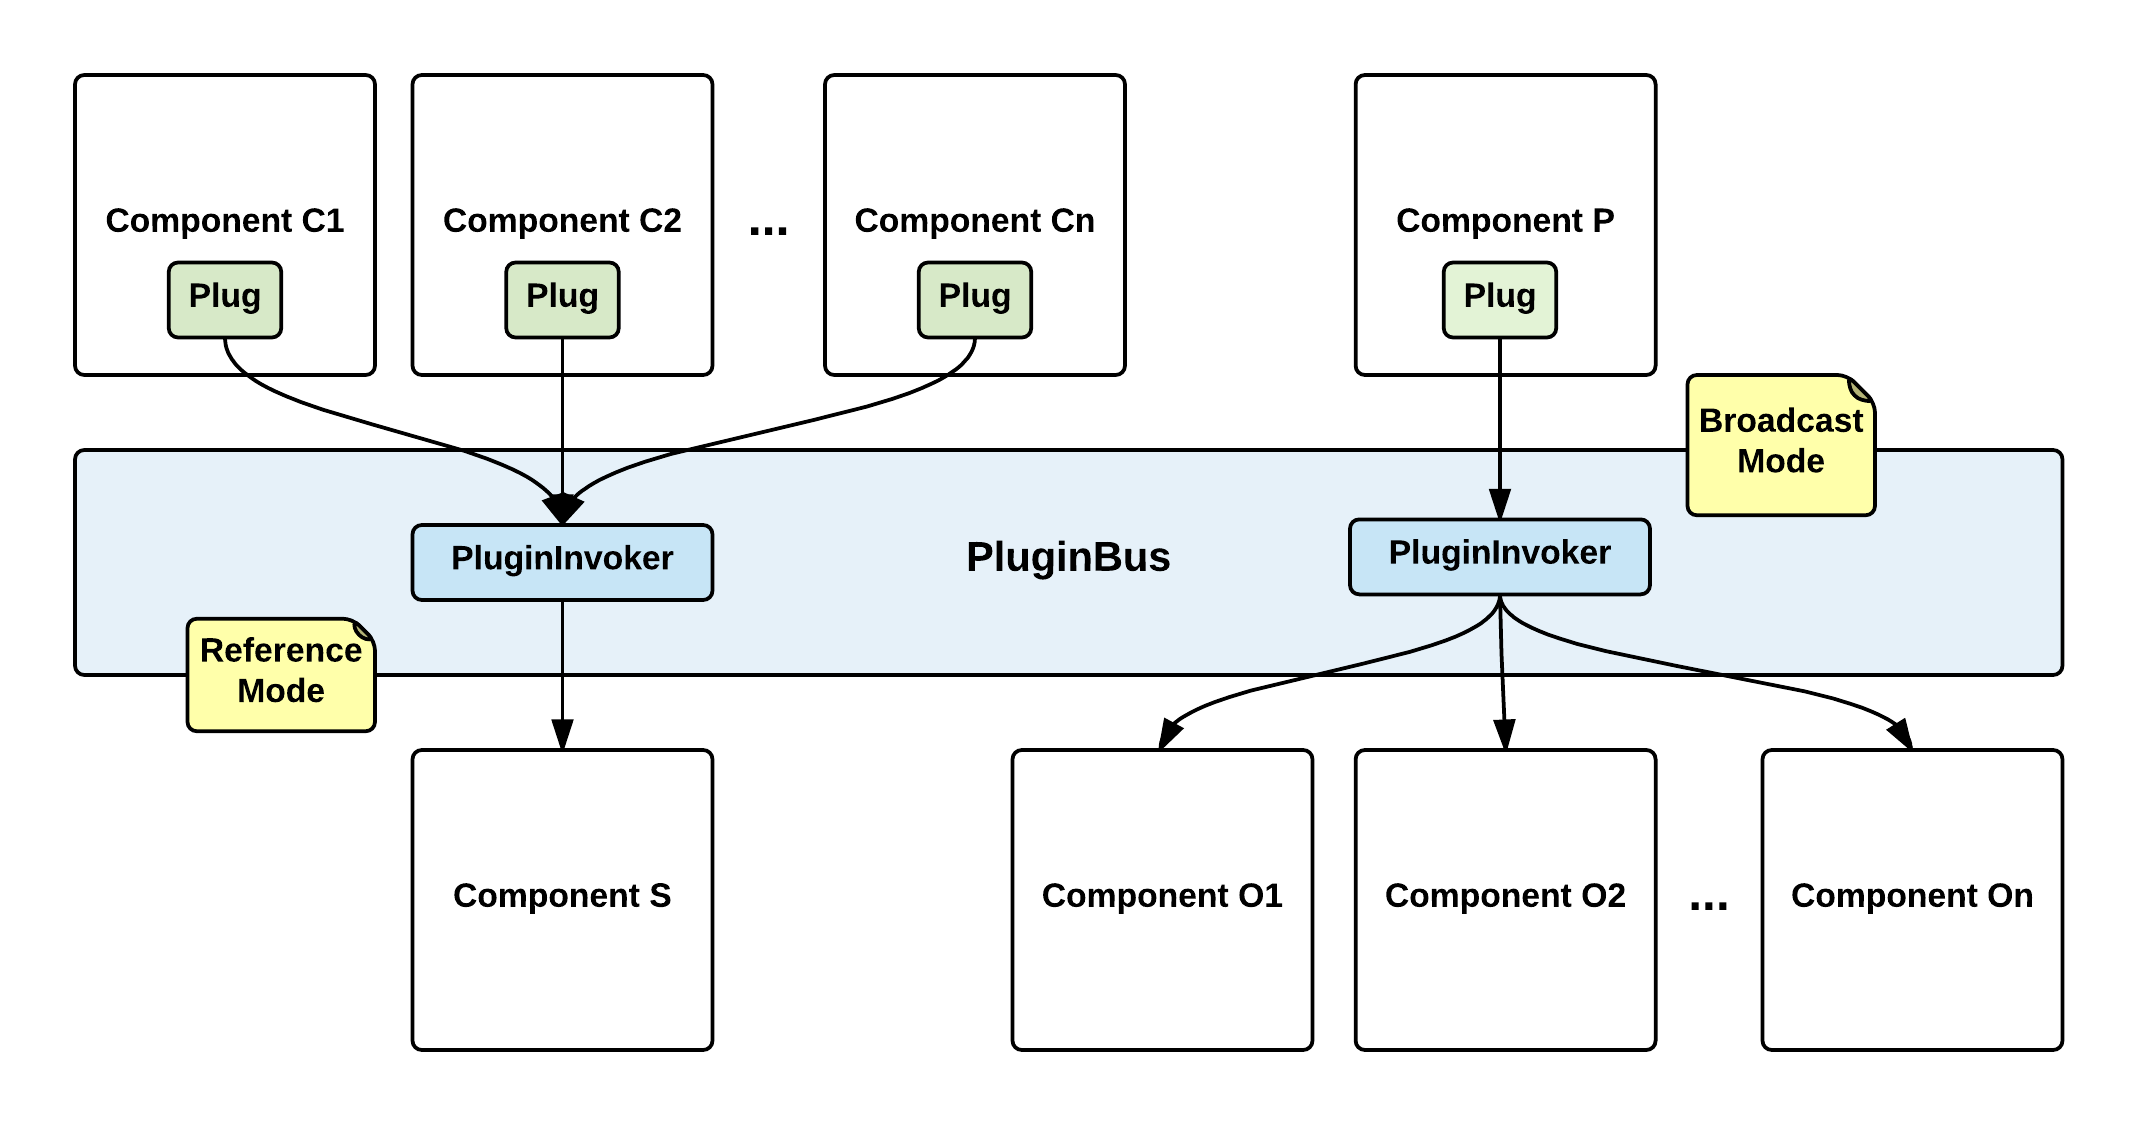 Component C1
Component C2
...
Component Cn
Component P
Plug
Plug
Plug
Plug
Broadcast
Mode
PluginInvoker
PluginBus
PluginInvoker
Reference
Mode
Component S
Component O1
Component O2
...
Component On